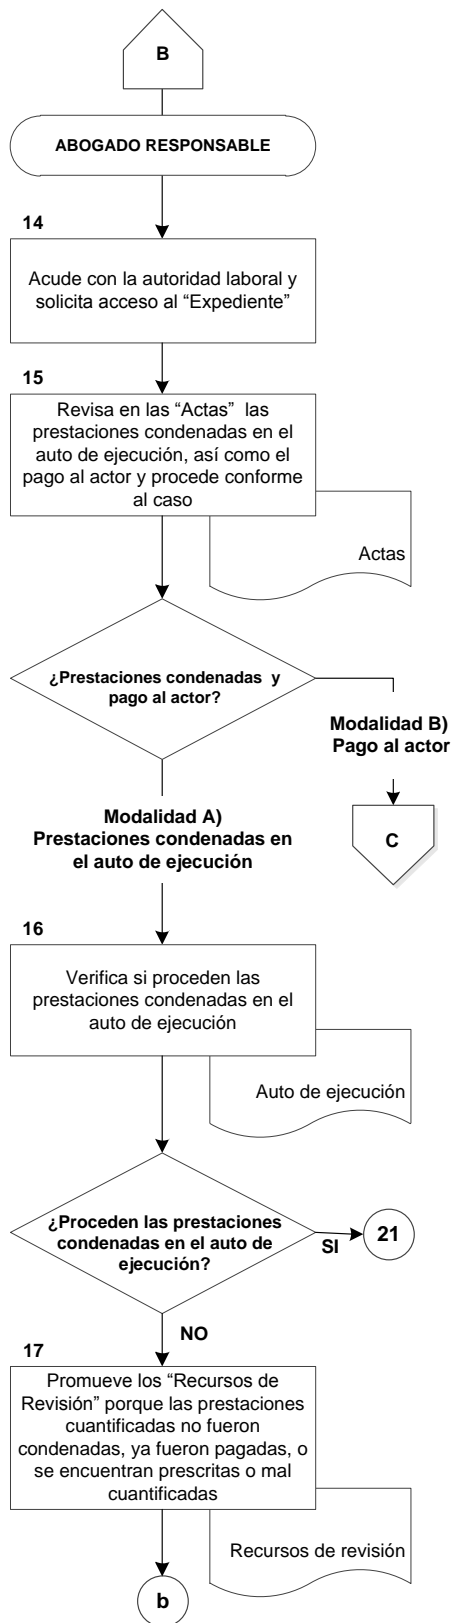 B
ABOGADO RESPONSABLE
14
Acude con la autoridad laboral y
solicita acceso al “Expediente”
15
Revisa en las “Actas” las
prestaciones condenadas en el
auto de ejecución, así como el
pago al actor y procede conforme
al caso
Actas
¿Prestaciones condenadas y
pago al actor?
Modalidad B)
Pago al actor
C
Modalidad A)
Prestaciones condenadas en
el auto de ejecución
16
Verifica si proceden las
prestaciones condenadas en el
auto de ejecución
Auto de ejecución
¿Proceden las prestaciones
condenadas en el auto de
ejecución?
SI
21
NO
17
Promueve los “Recursos de
Revisión” porque las prestaciones
cuantificadas no fueron
condenadas, ya fueron pagadas, o
se encuentran prescritas o mal
cuantificadas
Recursos de revisión
b